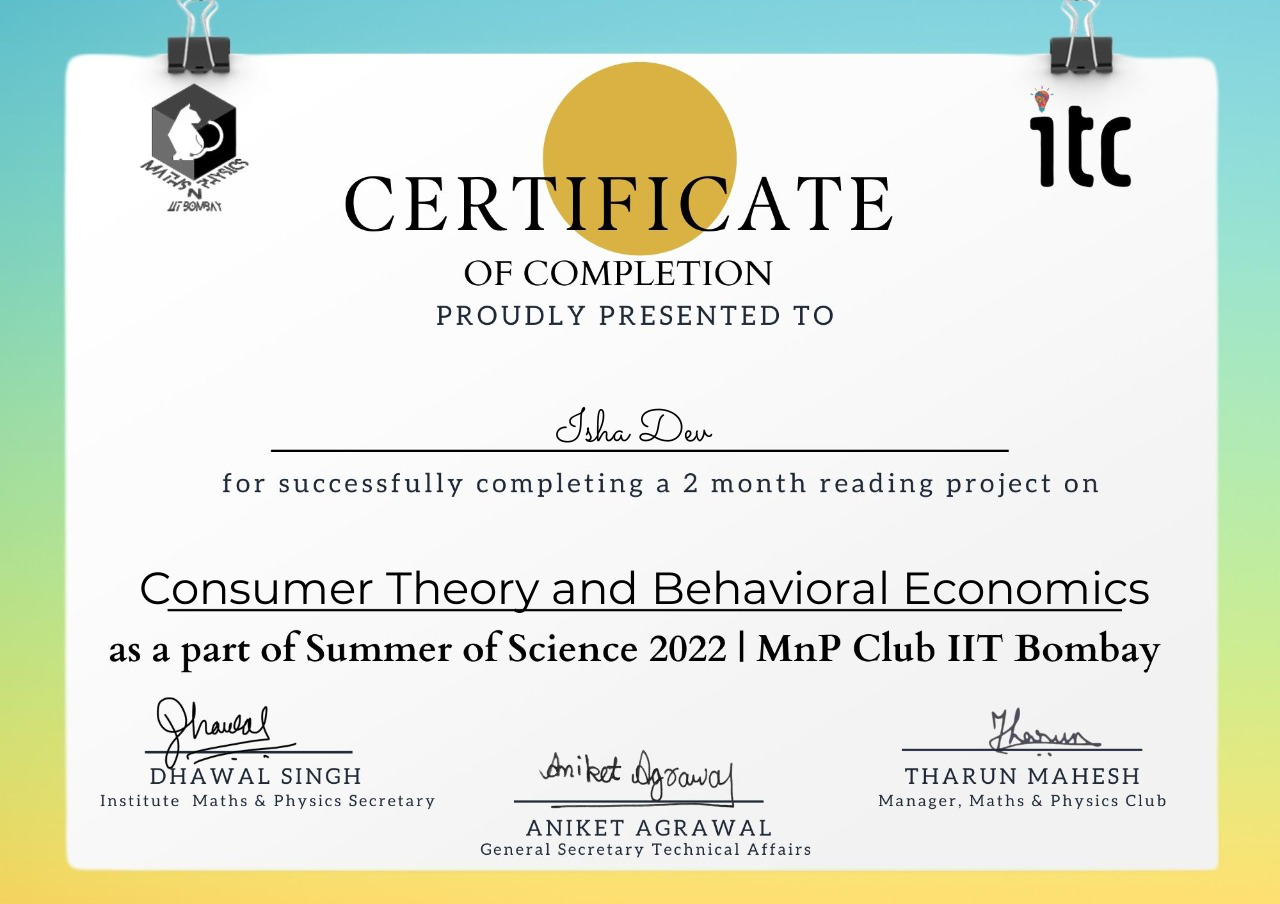 MATHS N PHYSICS
IIT BOMBAY
itc
CERTIFICATE
OF COMPLETION
PROUDLY PRESENTED TO
Isha Dev
for successfully completing a 2 month reading project on
Consumer Theory and Behavioral Economics
as a part of Summer of Science 2022 | MnP Club IIT Bombay
Dhawal
DHAWAL SINGH
Institute Maths & Physics Secretary
Aniket Agrawal
ANIKET AGRAWAL
General Secretary Technical Affairs
Tharun
THARUN MAHESH
Manager, Maths & Physics Club